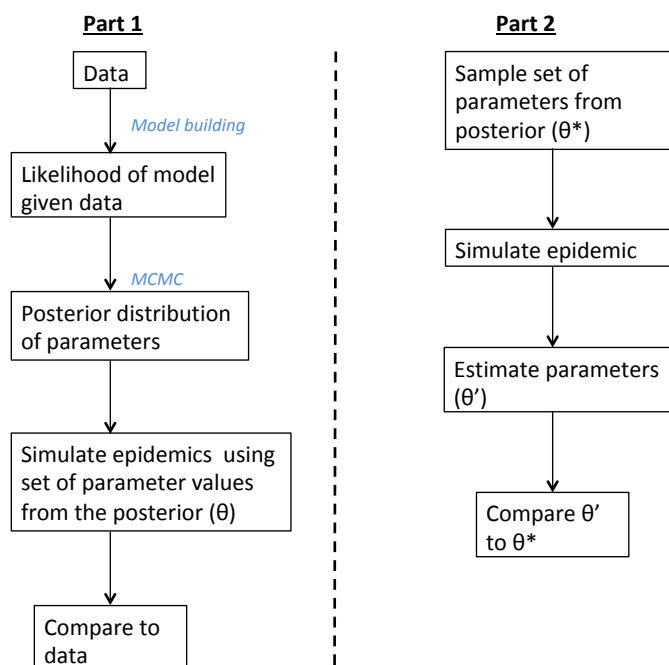 Part 1
Data
Model building
Likelihood of model
given data
MCMC
Posterior distribution
of parameters
Simulate epidemics using
set of parameter values
from the posterior (θ)
Compare to
data
Part 2
Sample set of
parameters from
posterior (θ*)
Simulate epidemic
Estimate parameters
(θ’)
Compare θ’
to θ*